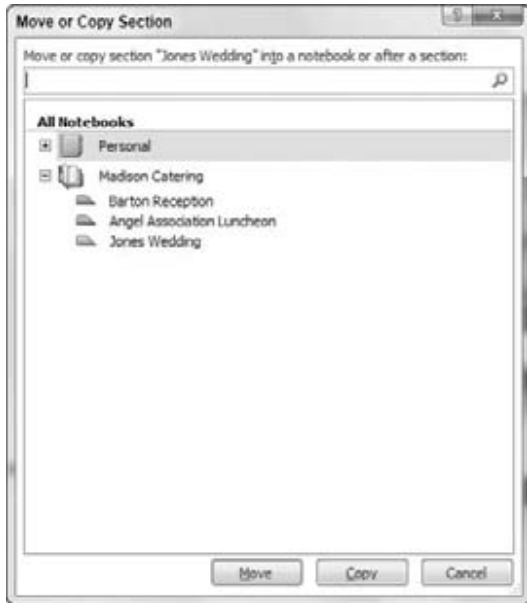 Move or Copy Section
Move or copy section "Jones Wedding" into a notebook or after a section:
All Notebooks
Personal
Madison Catering
Barton Reception
Angel Association Luncheon
Jones Wedding
Move Copy Cancel